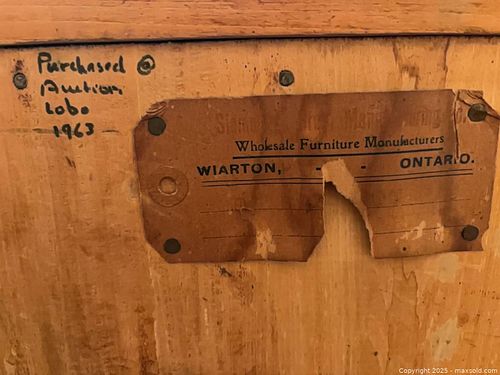 Purchased @
Auction
Lobo
1963
Wholesale Furniture Manufacturers
WIARTON, - - ONTARIO.
Copyright © 2025 - maxsold.com